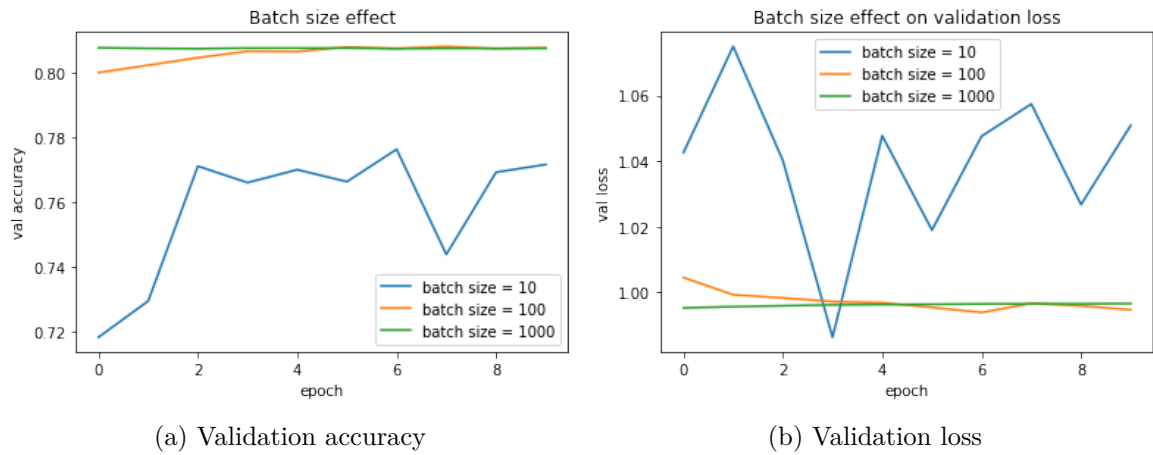 Batch size effect
val accuracy
0.80
0.78
0.76
0.74
0.72
batch size = 10
batch size = 100
batch size = 1000
0 2 4 6 8
epoch
(a) Validation accuracy
Batch size effect on validation loss
val loss
1.06
1.04
1.02
1.00
batch size = 10
batch size = 100
batch size = 1000
0 2 4 6 8
epoch
(b) Validation loss